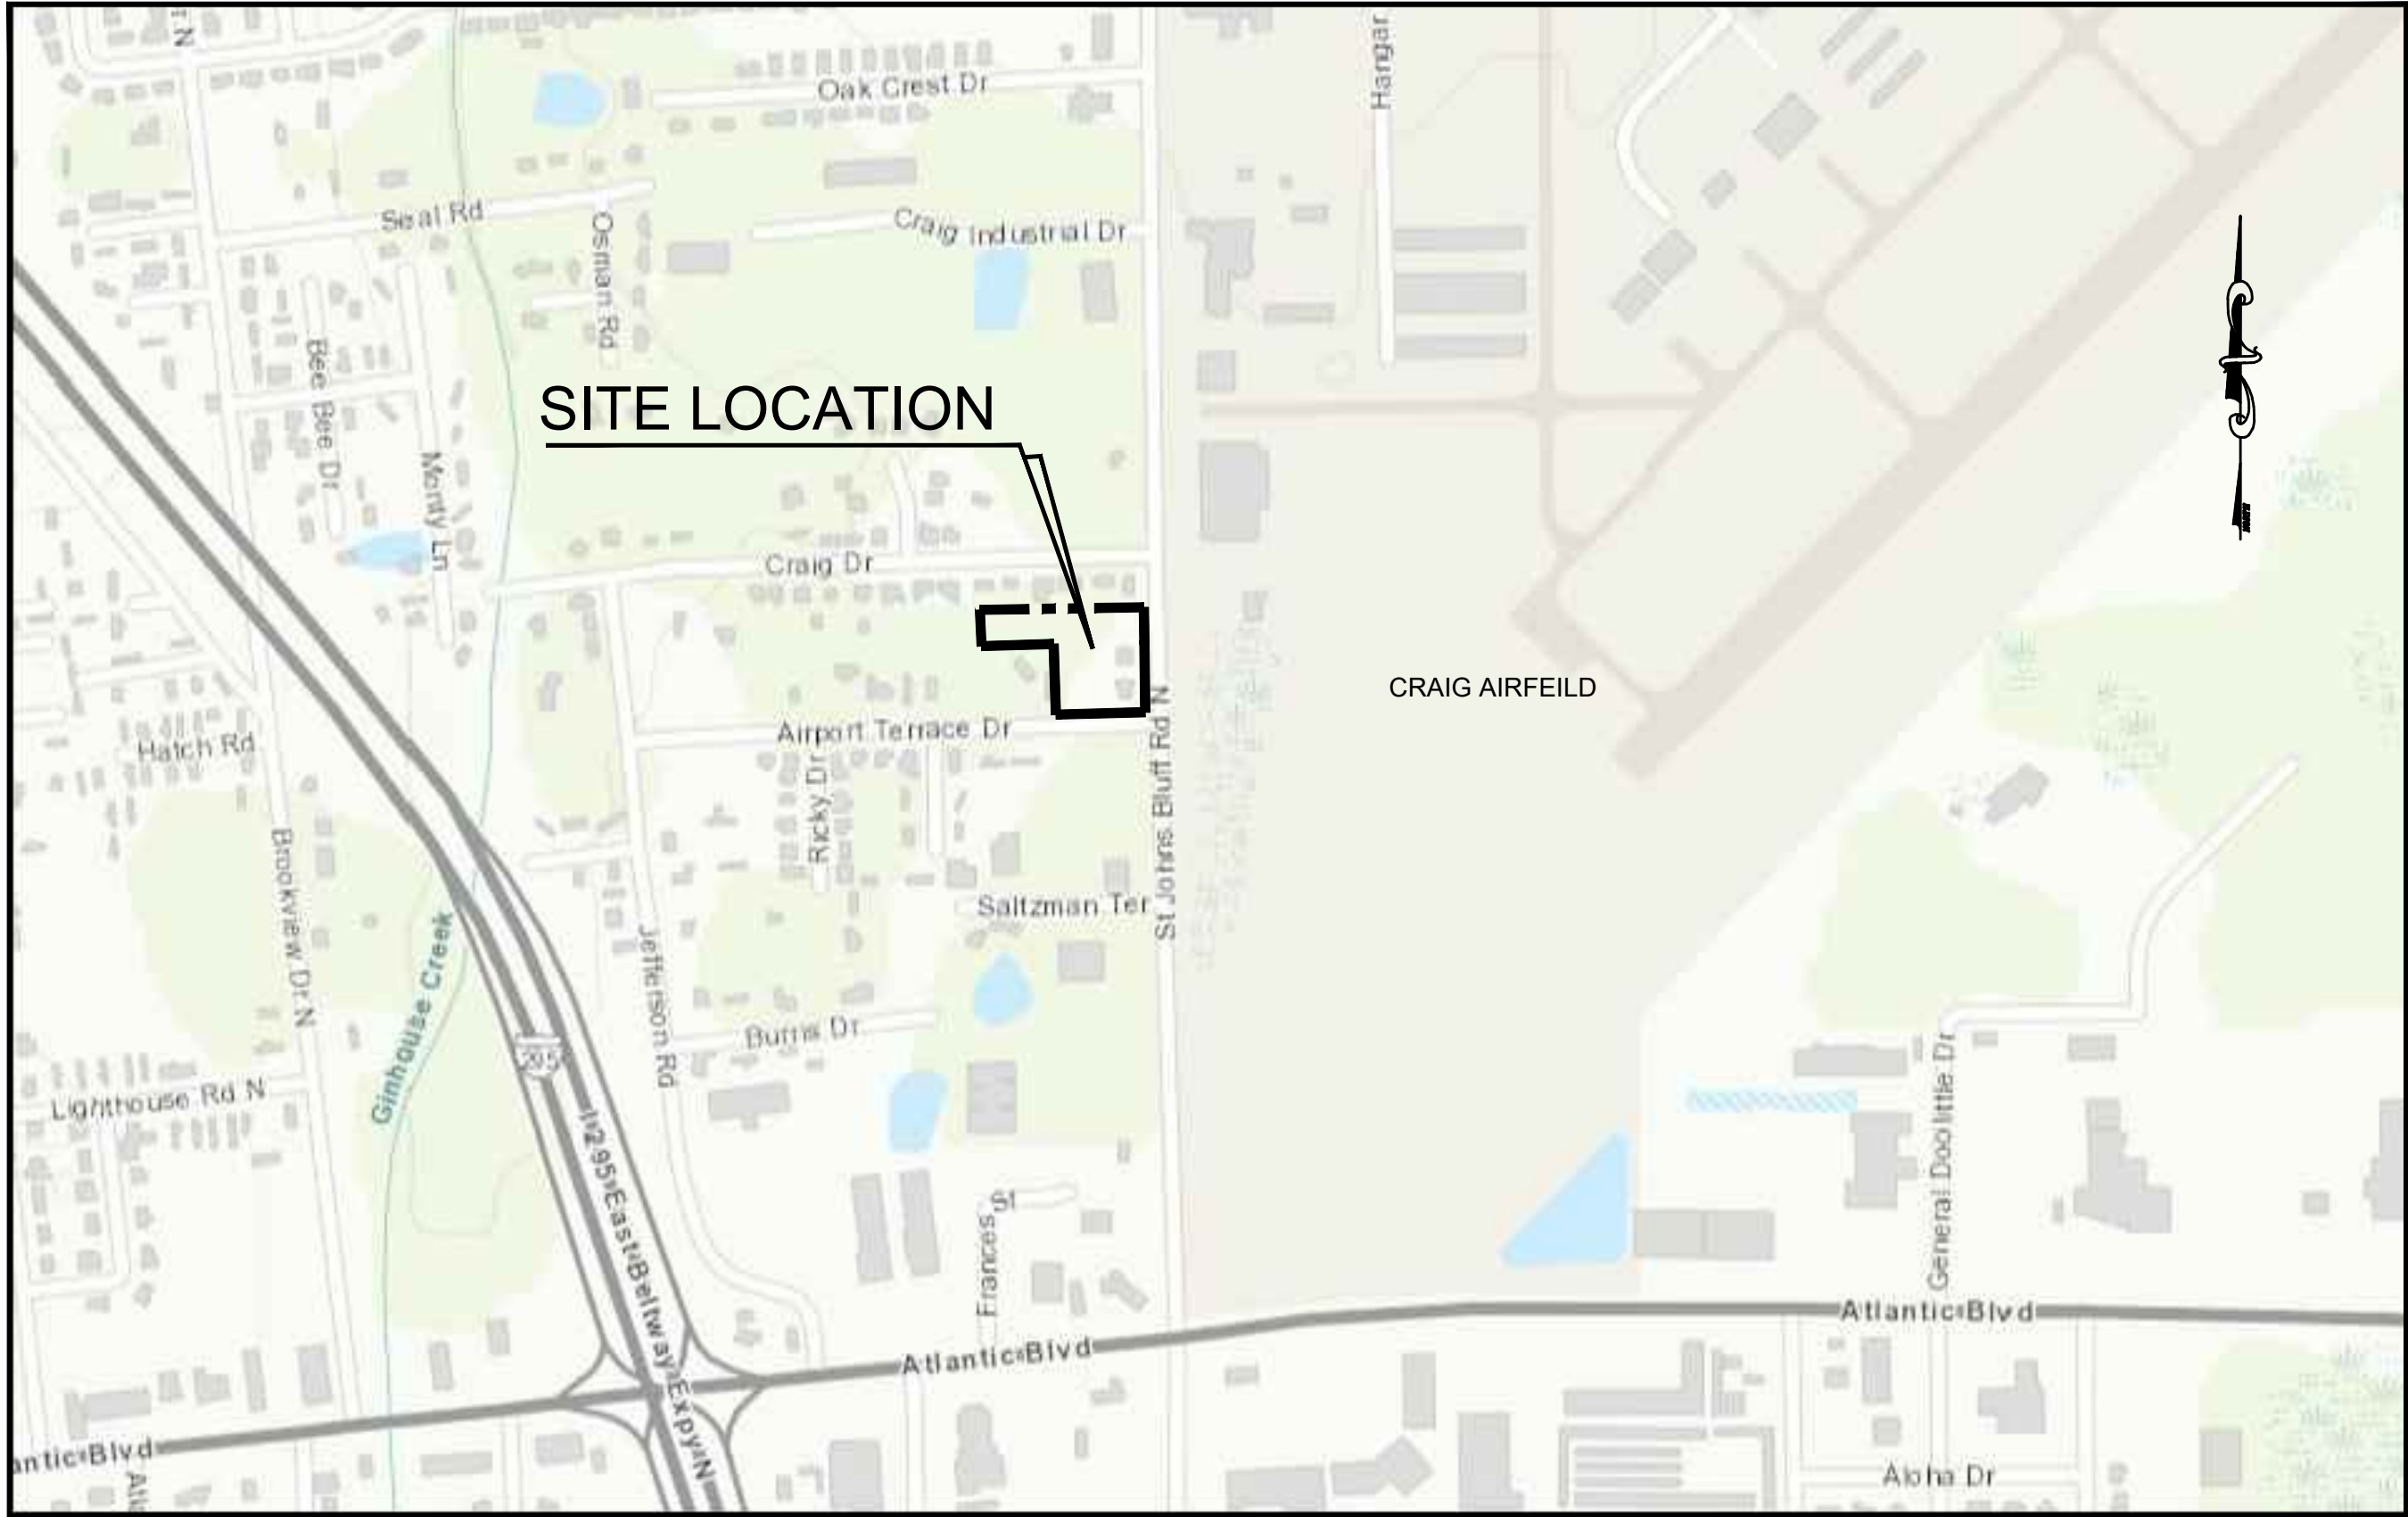 Hangar
Oak Crest Dr
Seal Rd
Osman Rd
Craig Industrial Dr
Bee Bee Dr
SITE LOCATION
Monty Ln
Craig Dr
CRAIG AIRFEILD
Airport Terrace Dr
St Johns Bluff Rd N
Hatch Rd
Ricky Dr
Brookview Dr N
Saltzman Ter
Ginhouse Creek
Jefferson Rd
Burris Dr
295
Lighthouse Rd N
I-295 East Beltway Expy N
Frances St
General Doolittle Dr
Atlantic Blvd
Atlantic Blvd
antic Blvd
Aloha Dr